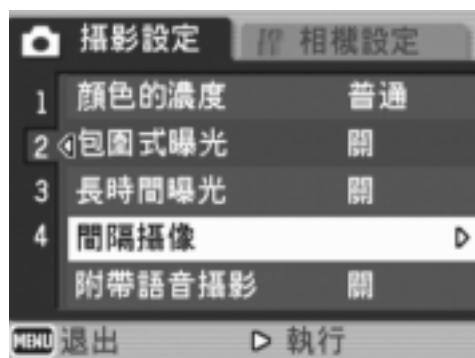 攝影設定 相機設定
1 顏色的濃度 普通
2 包圍式曝光 關
3 長時間曝光 關
4 間隔攝像
附帶語音攝影 關
MENU 退出 執行